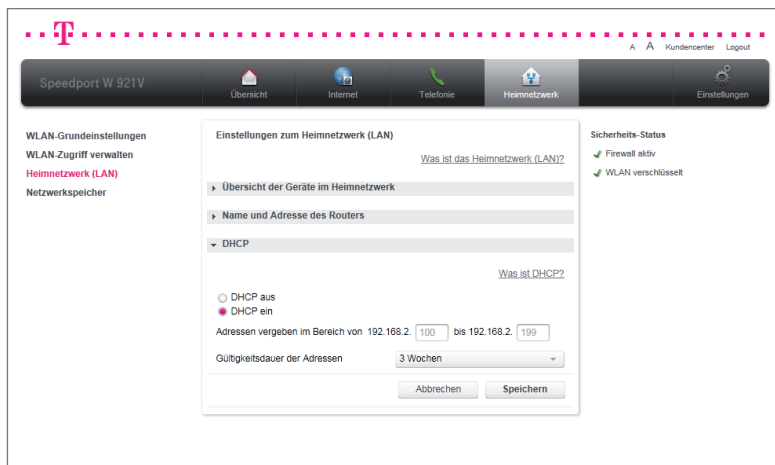 T
A A Kundencenter Logout
Speedport W 921V
Übersicht Internet Telefonie Heimnetzwerk Einstellungen
WLAN-Grundeinstellungen
WLAN-Zugriff verwalten
Heimnetzwerk (LAN)
Netzwerkspeicher
Einstellungen zum Heimnetzwerk (LAN)
Was ist das Heimnetzwerk (LAN)?
Übersicht der Geräte im Heimnetzwerk
Name und Adresse des Routers
DHCP
Was ist DHCP?
DHCP aus
DHCP ein
Adressen vergeben im Bereich von 192.168.2. 100 bis 192.168.2. 199
Gültigkeitsdauer der Adressen 3 Wochen
Abbrechen Speichern
Sicherheits-Status
Firewall aktiv
WLAN verschlüsselt